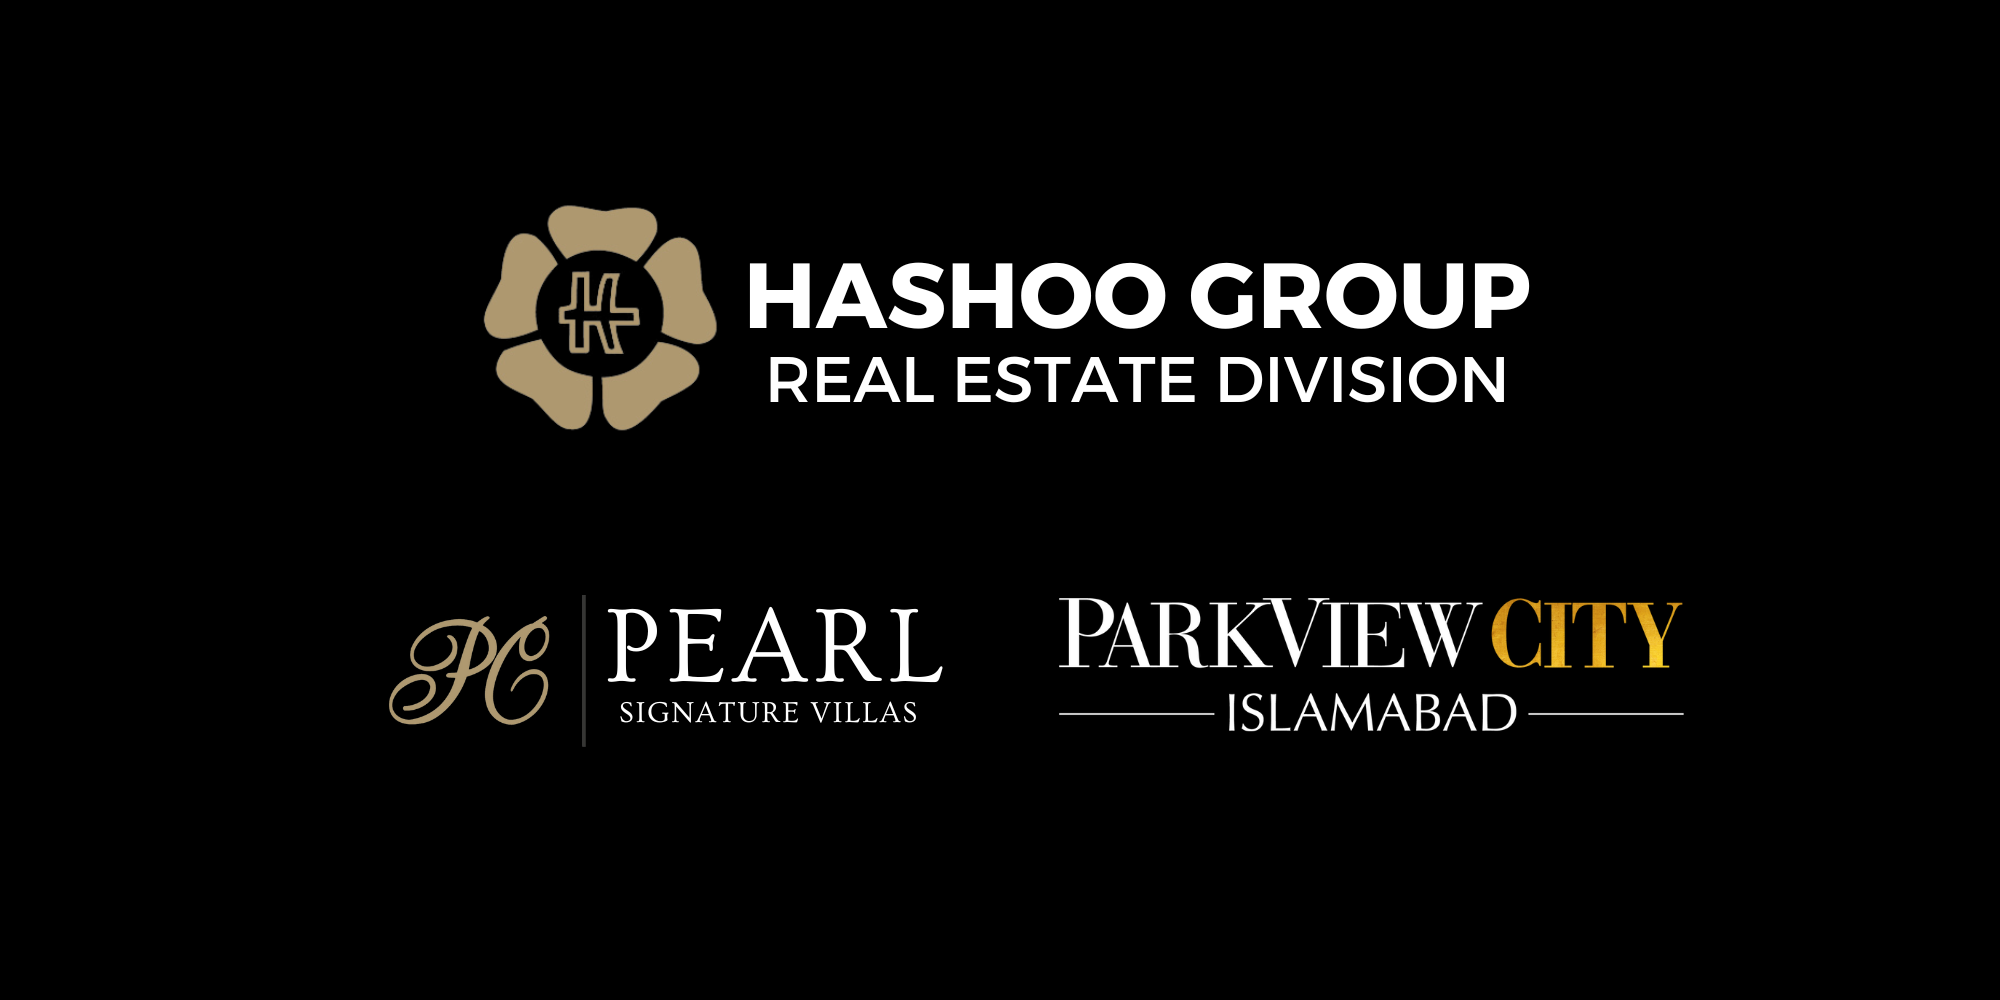 H
HASHOO GROUP
REAL ESTATE DIVISION
PC
PEARL
SIGNATURE VILLAS
PARKVIEW CITY
ISLAMABAD